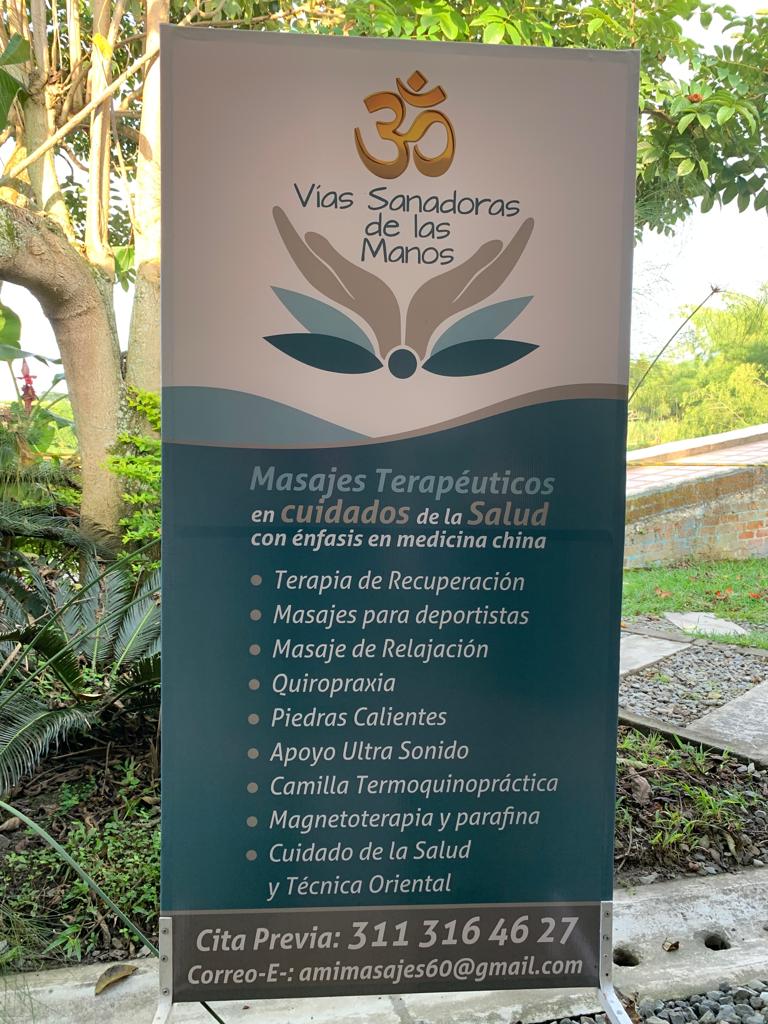 Vías Sanadoras
de las
Manos
Masajes Terapéuticos
en cuidados de la Salud
con énfasis en medicina china
• Terapia de Recuperación
• Masajes para deportistas
• Masaje de Relajación
• Quiropraxia
• Piedras Calientes
• Apoyo Ultra Sonido
• Camilla Termoquinopráctica
• Magnetoterapia y parafina
• Cuidado de la Salud
y Técnica Oriental
Cita Previa: 311 316 46 27
Correo-E-: amimasajes60@gmail.com